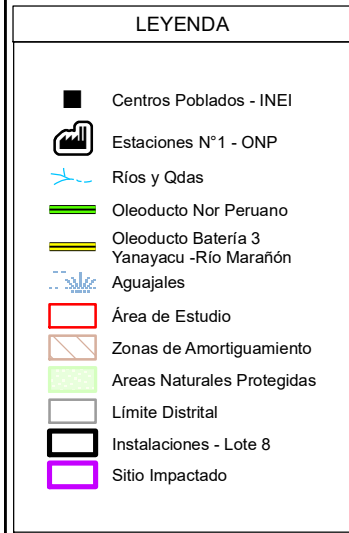 LEYENDA
Centros Poblados - INEI
Estaciones N°1 - ONP
Ríos y Qdas
Oleoducto Nor Peruano
Oleoducto Batería 3
Yanayacu -Río Marañón
Aguajales
Área de Estudio
Zonas de Amortiguamiento
Areas Naturales Protegidas
Límite Distrital
Instalaciones - Lote 8
Sitio Impactado